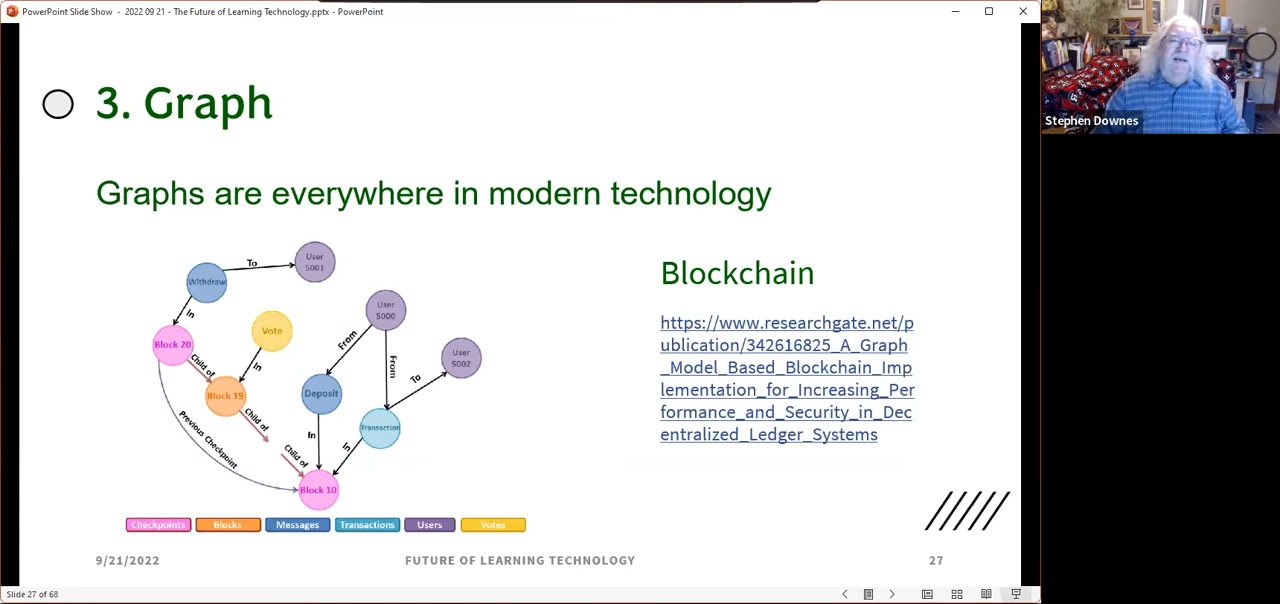 PowerPoint Slide Show - 2022 09 21 - The Future of Learning Technology.pptx - PowerPoint
Stephen Downes
3. Graph
Graphs are everywhere in modern technology
To
User
5001
Withdraw
In
User
5000
Vote
Block 20
From
User
5002
Child of
In
From
To
Block 19
Deposit
Child of
Previous Checkpoint
Transaction
In
In
Child of
Block 10
Checkpoints
Blocks
Messages
Transactions
Users
Votes
Blockchain
https://www.researchgate.net/p
ublication/342616825_A_Graph
_Model_Based_Blockchain_Imp
lementation_for_Increasing_Per
formance_and_Security_in_Dec
entralized_Ledger_Systems
9/21/2022
FUTURE OF LEARNING TECHNOLOGY
27
Slide 27 of 68